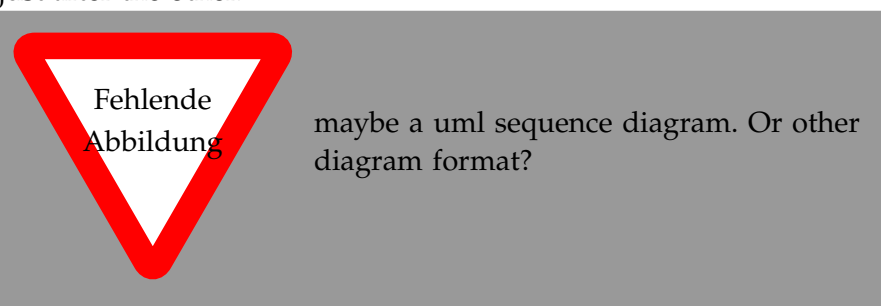 Fehlende
Abbildung
maybe a uml sequence diagram. Or other
diagram format?